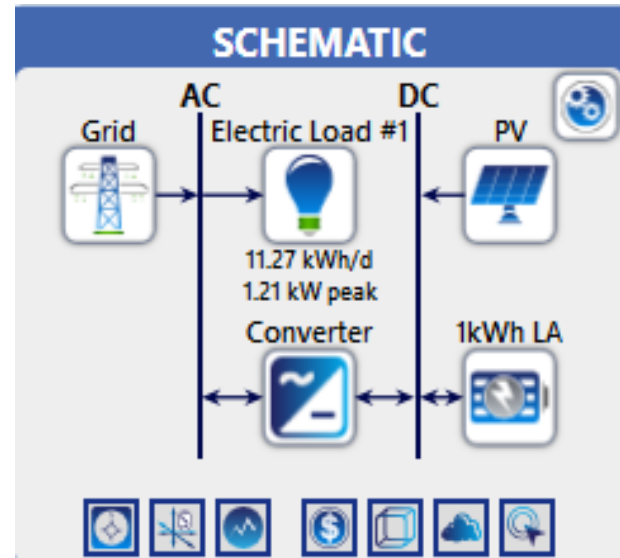 SCHEMATIC
AC DC
Grid Electric Load #1 PV
11.27 kWh/d
1.21 kW peak
Converter 1kWh LA